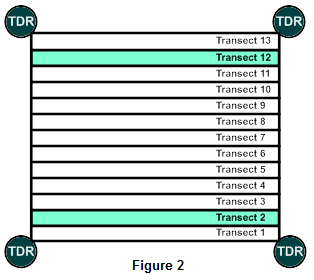 TDR TDR
Transect 13
Transect 12
Transect 11
Transect 10
Transect 9
Transect 8
Transect 7
Transect 6
Transect 5
Transect 4
Transect 3
Transect 2
Transect 1
TDR TDR
Figure 2